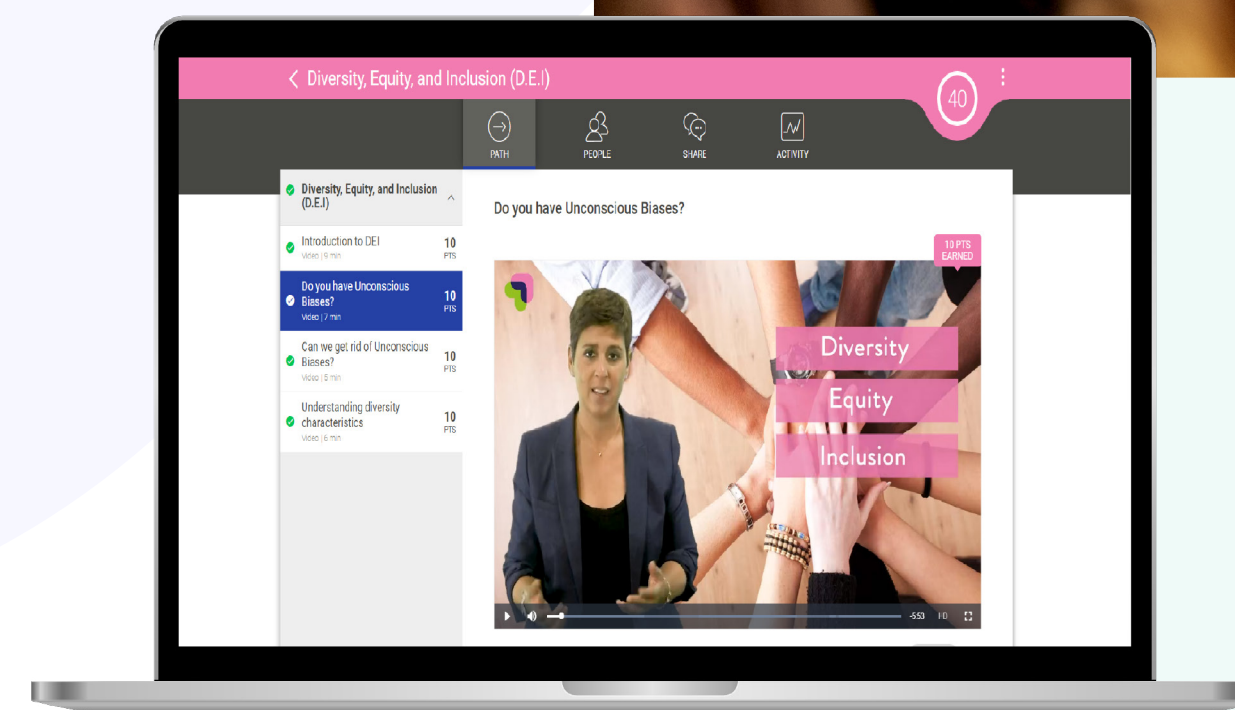 Diversity, Equity, and Inclusion (D.E.I)
40
PATH
PEOPLE
SHARE
ACTIVITY
Diversity, Equity, and Inclusion
(D.E.I)
Introduction to DEI
10
Video | 9 min
PTS
Do you have Unconscious
Biases?
10
Video | 7 min
PTS
Can we get rid of Unconscious
Biases?
10
Video | 5 min
PTS
Understanding diversity
characteristics
10
Video | 6 min
PTS
Do you have Unconscious Biases?
10 PTS
EARNED
Diversity
Equity
Inclusion
-5:53
HD